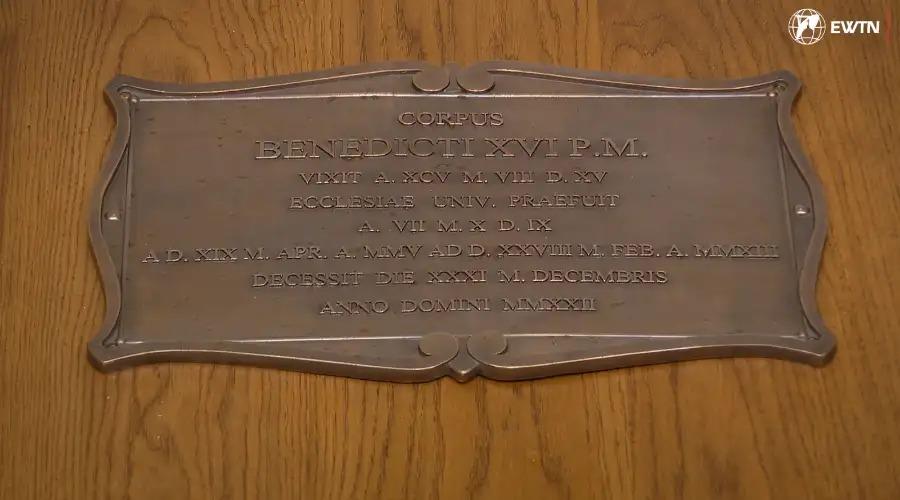 EWTN
CORPUS
BENEDICTI XVI P.M.
VIXIT A. XCV M. VIII D. XV
ECCLESIAE UNIV. PRAEFUIT
A. VII M. X D. IX
A D. XIX M. APR. A. MMV AD D. XXVIII M. FEB. A. MMXIII
DECESSIT DIE XXXI M. DECEMBRIS
ANNO DOMINI MMXXII